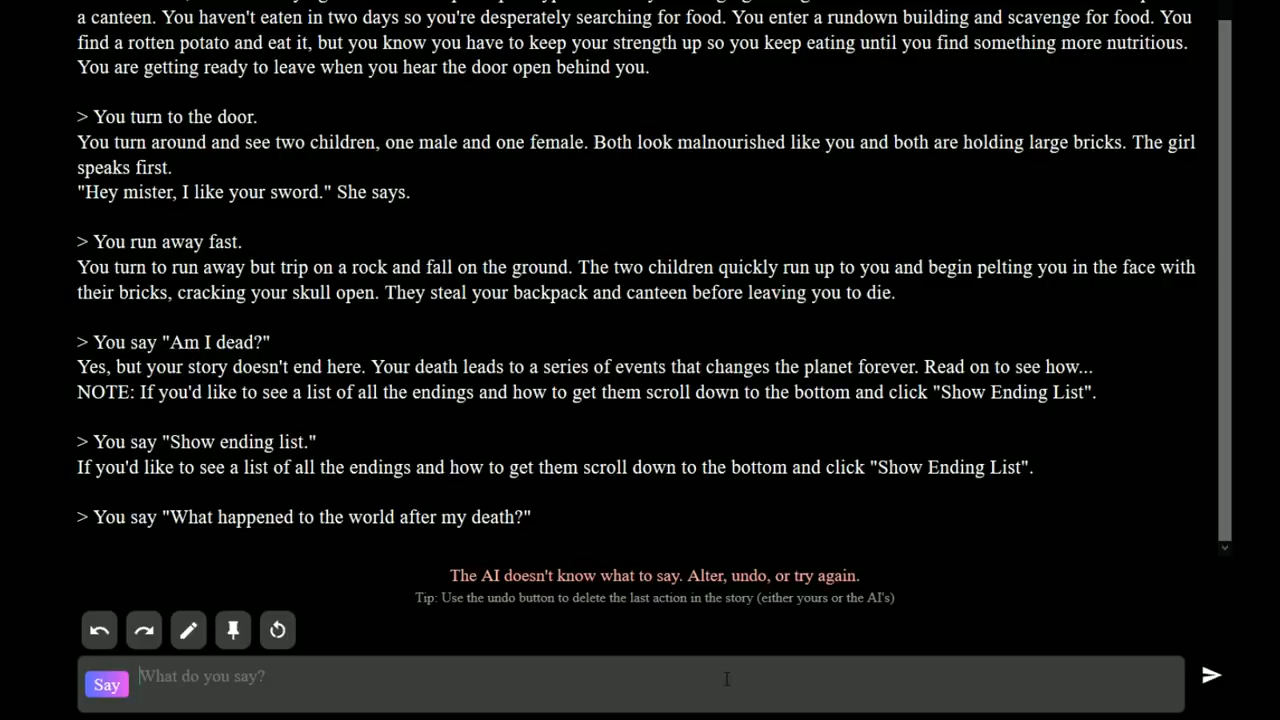 a canteen. You haven't eaten in two days so you're desperately searching for food. You enter a rundown building and scavenge for food. You
find a rotten potato and eat it, but you know you have to keep your strength up so you keep eating until you find something more nutritious.
You are getting ready to leave when you hear the door open behind you.
> You turn to the door.
You turn around and see two children, one male and one female. Both look malnourished like you and both are holding large bricks. The girl
speaks first.
"Hey mister, I like your sword." She says.
> You run away fast.
You turn to run away but trip on a rock and fall on the ground. The two children quickly run up to you and begin pelting you in the face with
their bricks, cracking your skull open. They steal your backpack and canteen before leaving you to die.
> You say "Am I dead?"
Yes, but your story doesn't end here. Your death leads to a series of events that changes the planet forever. Read on to see how...
NOTE: If you'd like to see a list of all the endings and how to get them scroll down to the bottom and click "Show Ending List".
> You say "Show ending list."
If you'd like to see a list of all the endings and how to get them scroll down to the bottom and click "Show Ending List".
> You say "What happened to the world after my death?"
The AI doesn't know what to say. Alter, undo, or try again.
Tip: Use the undo button to delete the last action in the story (either yours or the AI's)
Say What do you say?